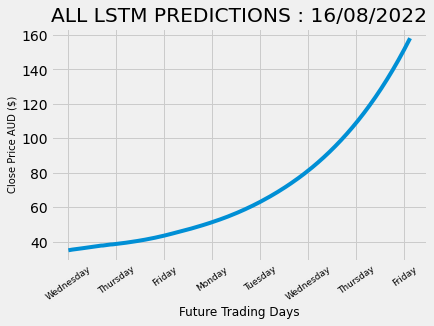 ALL LSTM PREDICTIONS : 16/08/2022
160
140
120
100
80
60
40
Close Price AUD ($)
Wednesday
Thursday
Friday
Monday
Tuesday
Wednesday
Thursday
Friday
Future Trading Days